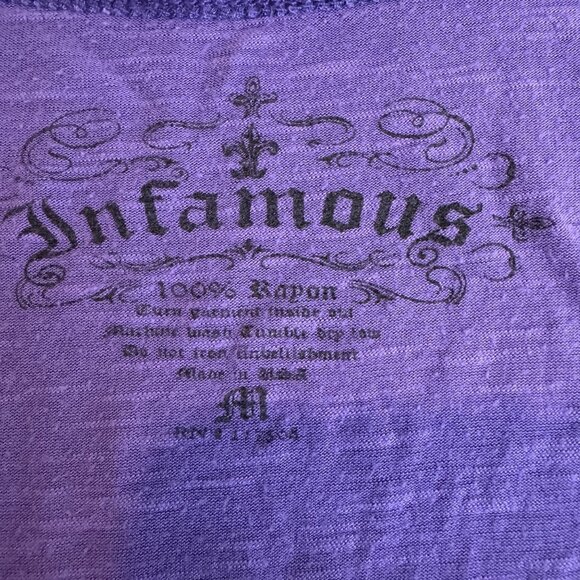 Infamous
100% Rayon
Turn garment inside out
Machine wash Tumble dry low
Do not iron embellishment
Made in USA
M
RN #